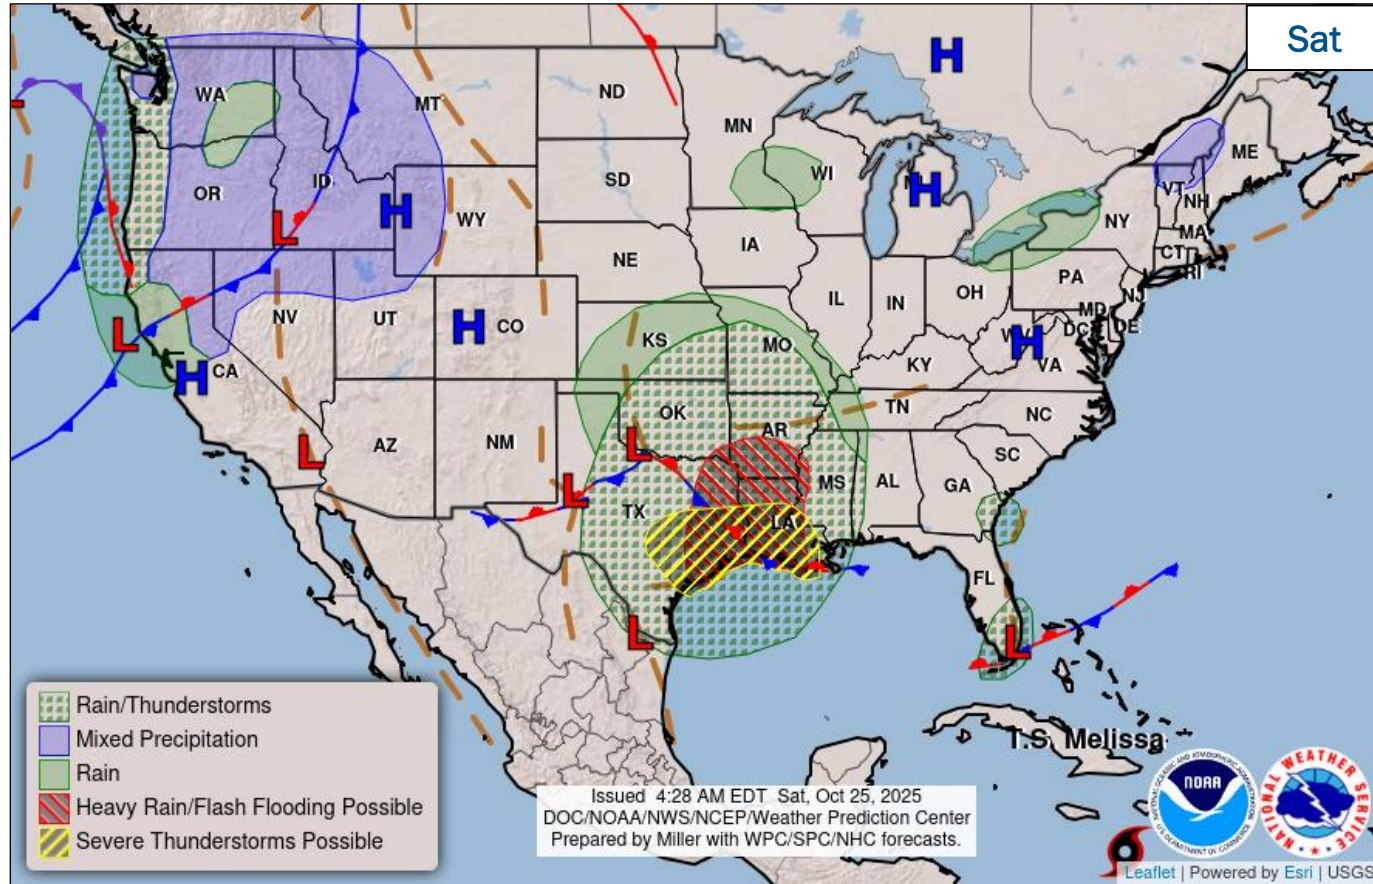 Sat
H
WA
MT
ND
MN
ME
OR
ID
H
WY
SD
WI
H
VT
NH
NY
MA
CT
RI
L
IA
NE
PA
NJ
OH
MD
DE
DC
IL
IN
WV
H
VA
L
NV
UT
H
CO
KS
MO
KY
H
CA
OK
TN
NC
AR
L
AZ
NM
L
SC
MS
AL
GA
L
TX
LA
FL
L
L
T.S. Melissa
Rain/Thunderstorms
Mixed Precipitation
Rain
Heavy Rain/Flash Flooding Possible
Severe Thunderstorms Possible
Issued 4:28 AM EDT Sat, Oct 25, 2025
DOC/NOAA/NWS/NCEP/Weather Prediction Center
Prepared by Miller with WPC/SPC/NHC forecasts.
NOAA
NATIONAL WEATHER SERVICE
Leaflet | Powered by Esri | USGS